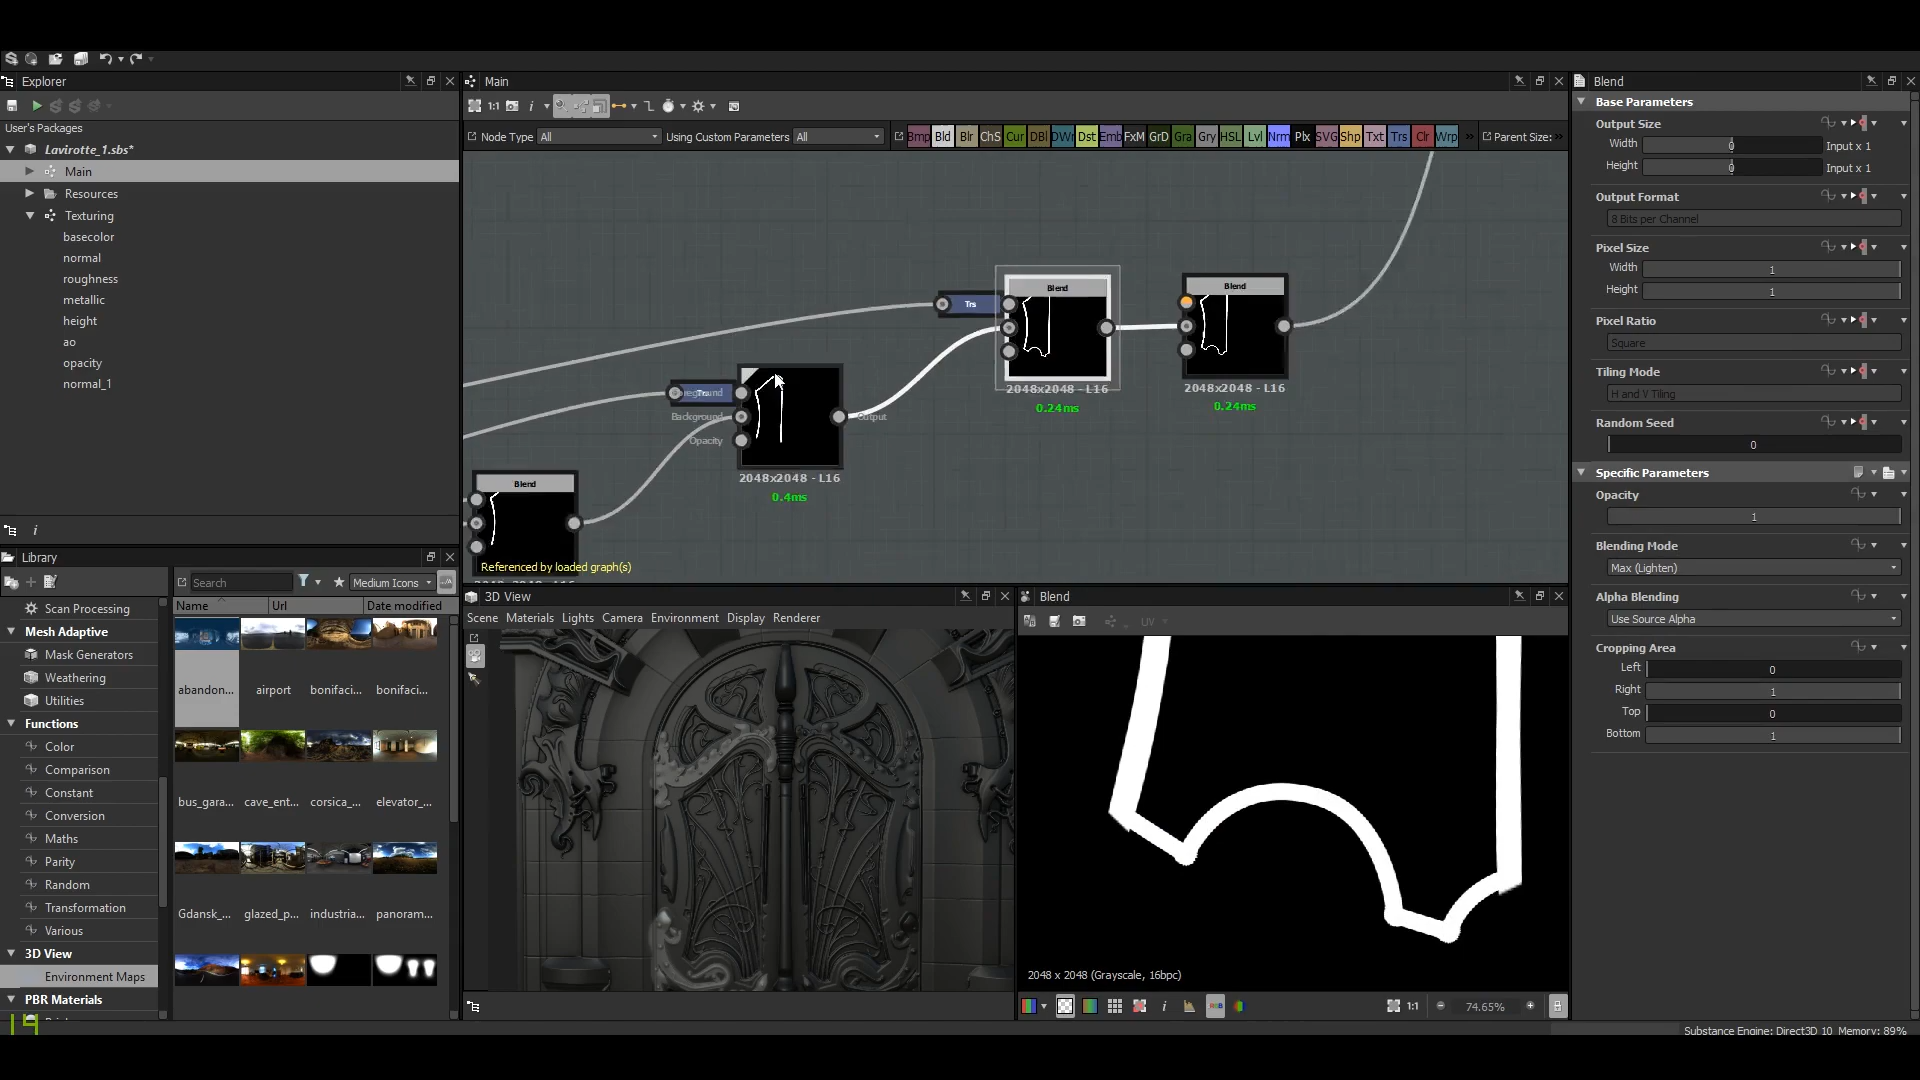 Explorer
User's Packages
Lavirotte_1.sbs*
Main
Resources
Texturing
basecolor
normal
roughness
metallic
height
ao
opacity
normal_1
Library
Search
Medium Icons
Name
Url
Date modified
Scan Processing
Mesh Adaptive
Mask Generators
Weathering
Utilities
Functions
Color
Comparison
Constant
Conversion
Maths
Parity
Random
Transformation
Various
3D View
Environment Maps
PBR Materials
abandon...
airport
bonifaci...
bonifaci...
bus_gara...
cave_ent...
corsica_...
elevator_...
Gdansk_...
glazed_p...
industria...
panoram...
14
Main
1:1
Node Type
All
Using Custom Parameters
All
Bmp Bld Blr ChS Cur DBl DWr Dst Emb FxM GrD Gra Gry HSL Lvl Nrm Plx SVG Shp Txt Trs Clr Wrp
Parent Size:
Trs
Blend
2048x2048 - L16
0.24ms
Blend
2048x2048 - L16
0.24ms
Background
Opacity
Output
2048x2048 - L16
0.4ms
Blend
Referenced by loaded graph(s)
3D View
Scene Materials Lights Camera Environment Display Renderer
Blend
UV
2048 x 2048 (Grayscale, 16bpc)
1:1
74.65%
Blend
Base Parameters
Output Size
Width 0 Input x 1
Height 0 Input x 1
Output Format
8 Bits per Channel
Pixel Size
Width 1
Height 1
Pixel Ratio
Square
Tiling Mode
H and V Tiling
Random Seed
0
Specific Parameters
Opacity
1
Blending Mode
Max (Lighten)
Alpha Blending
Use Source Alpha
Cropping Area
Left 0
Right 1
Top 0
Bottom 1
Substance Engine: Direct3D 10 Memory: 89%